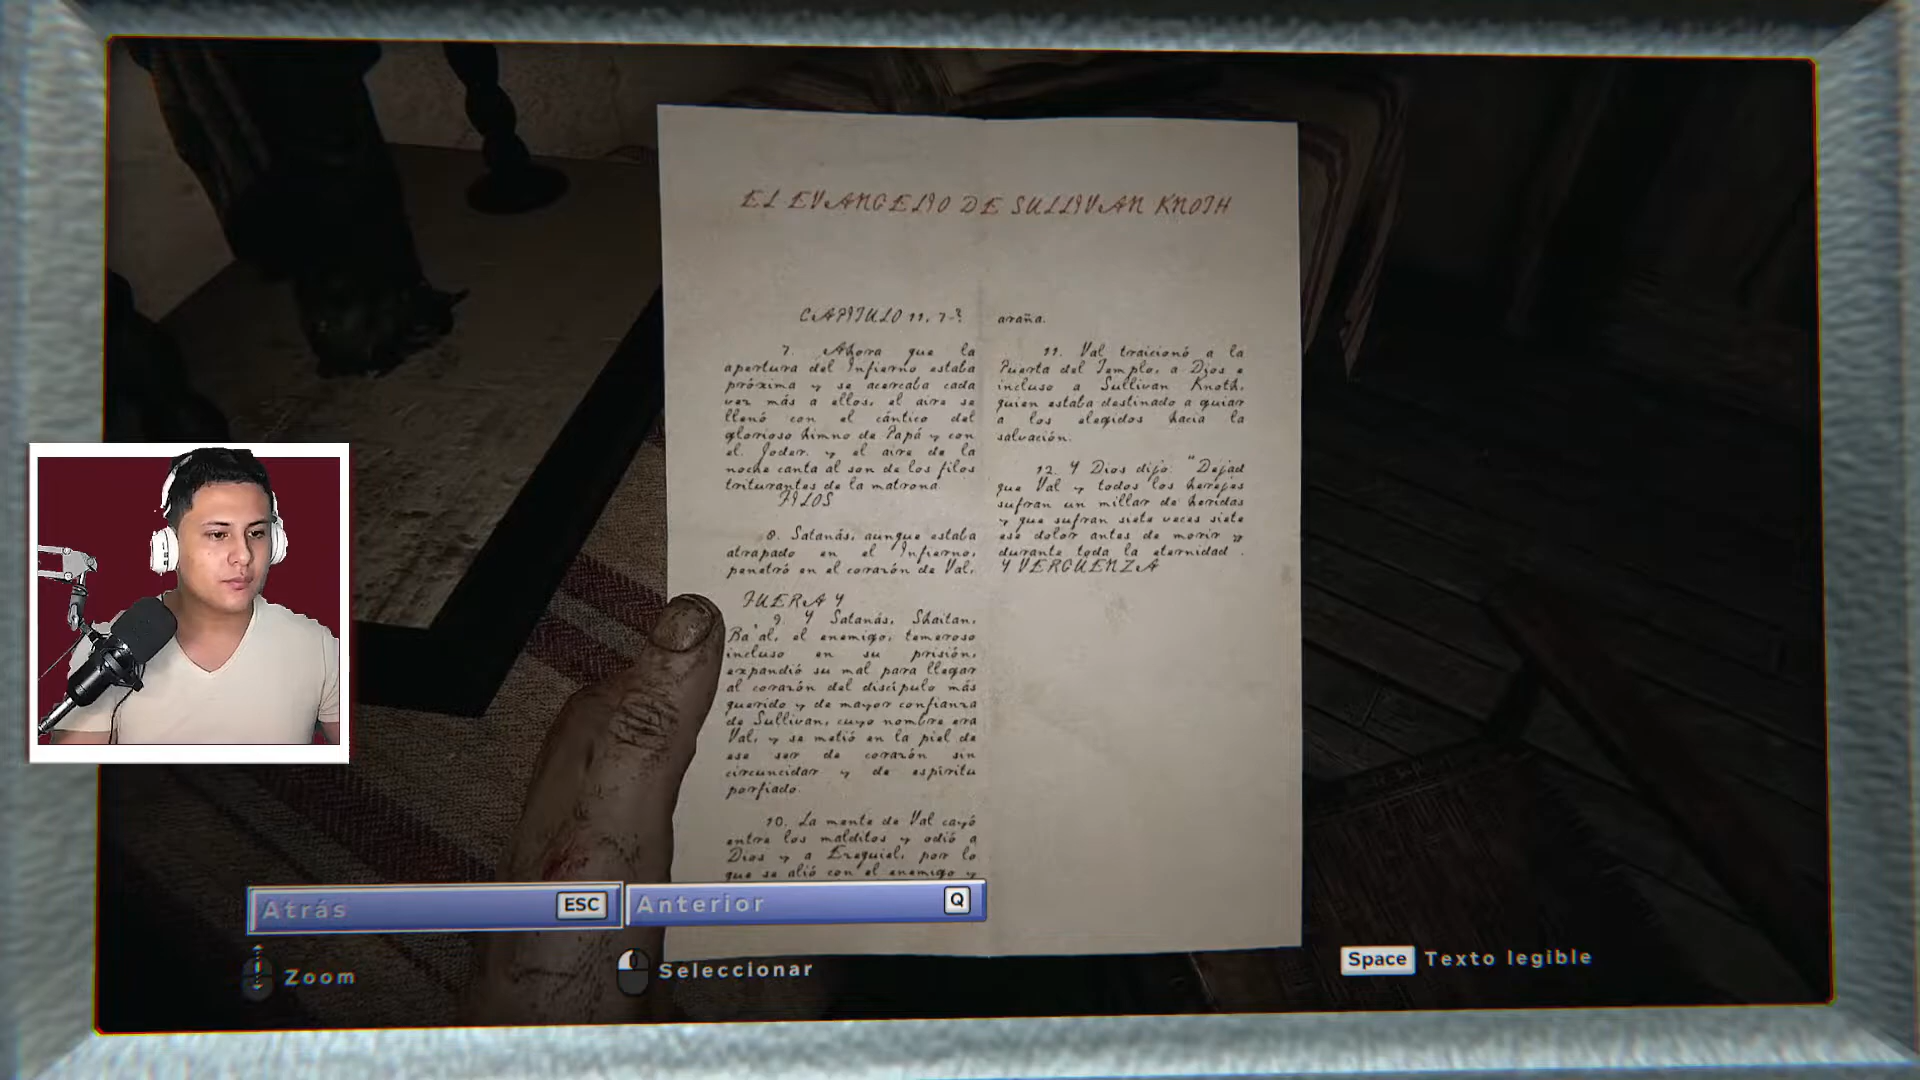 EL EVANGELIO DE SULLIVAN KNOTH
CAPITULO 11, 7-?
7. Ahora que la
apertura del Infierno estaba
próxima y se acercaba cada
vez más a ellos, el aire se
llenó con el cántico del
glorioso himno de Papá y con
el. Joder. y el aire de la
noche canta al son de los filos
triturantes de la matrona
FILOS
8. Satanás, aunque estaba
atrapado en el Infierno,
penetró en el corazón de Val,
FUERA Y
9. Y Satanás, Shaitan,
Ba'al, el enemigo, temeroso
incluso en su prisión,
expandió su mal para llegar
al corazón del discípulo más
querido y de mayor confianza
de Sullivan, cuyo nombre era
Val, y se metió en la piel de
ese ser de corazón sin
circuncidar y de espíritu
porfiado.
10. La mente de Val cayó
entre los malditos y odió a
Dios y a Ezequiel, por lo
que se alió con el enemigo y
araña.
11. Val traicionó a la
Puerta del Templo, a Dios e
incluso a Sullivan Knoth,
quien estaba destinado a guiar
a los elegidos hacia la
salvación.
12. Y Dios dijo: "Dejad
que Val y todos los herejes
sufran un millar de heridas
y que sufran siete veces siete
ese dolor antes de morir y
durante toda la eternidad .
Y VERGUENZA
Atrás ESC
Anterior Q
Zoom
Seleccionar
Space Texto legible